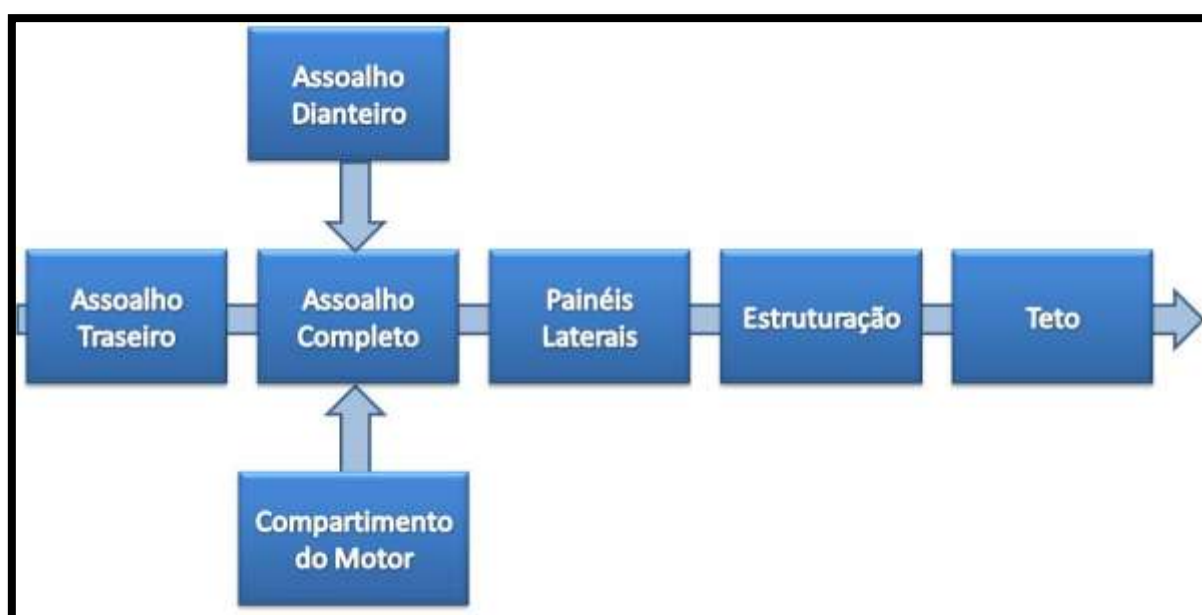 Assoalho
Dianteiro
Assoalho
Traseiro
Assoalho
Completo
Painéis
Laterais
Estruturação
Teto
Compartimento
do Motor